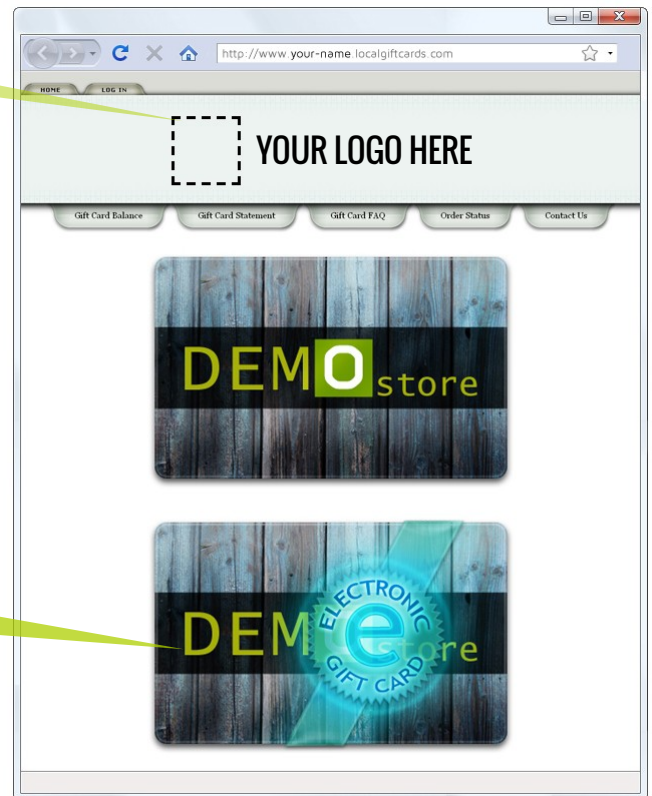 http://www.your-name.localgiftcards.com
HOME LOG IN
YOUR LOGO HERE
Gift Card Balance Gift Card Statement Gift Card FAQ Order Status Contact Us
DEMO store
DEM store
ELECTRONIC
e
GIFT CARD